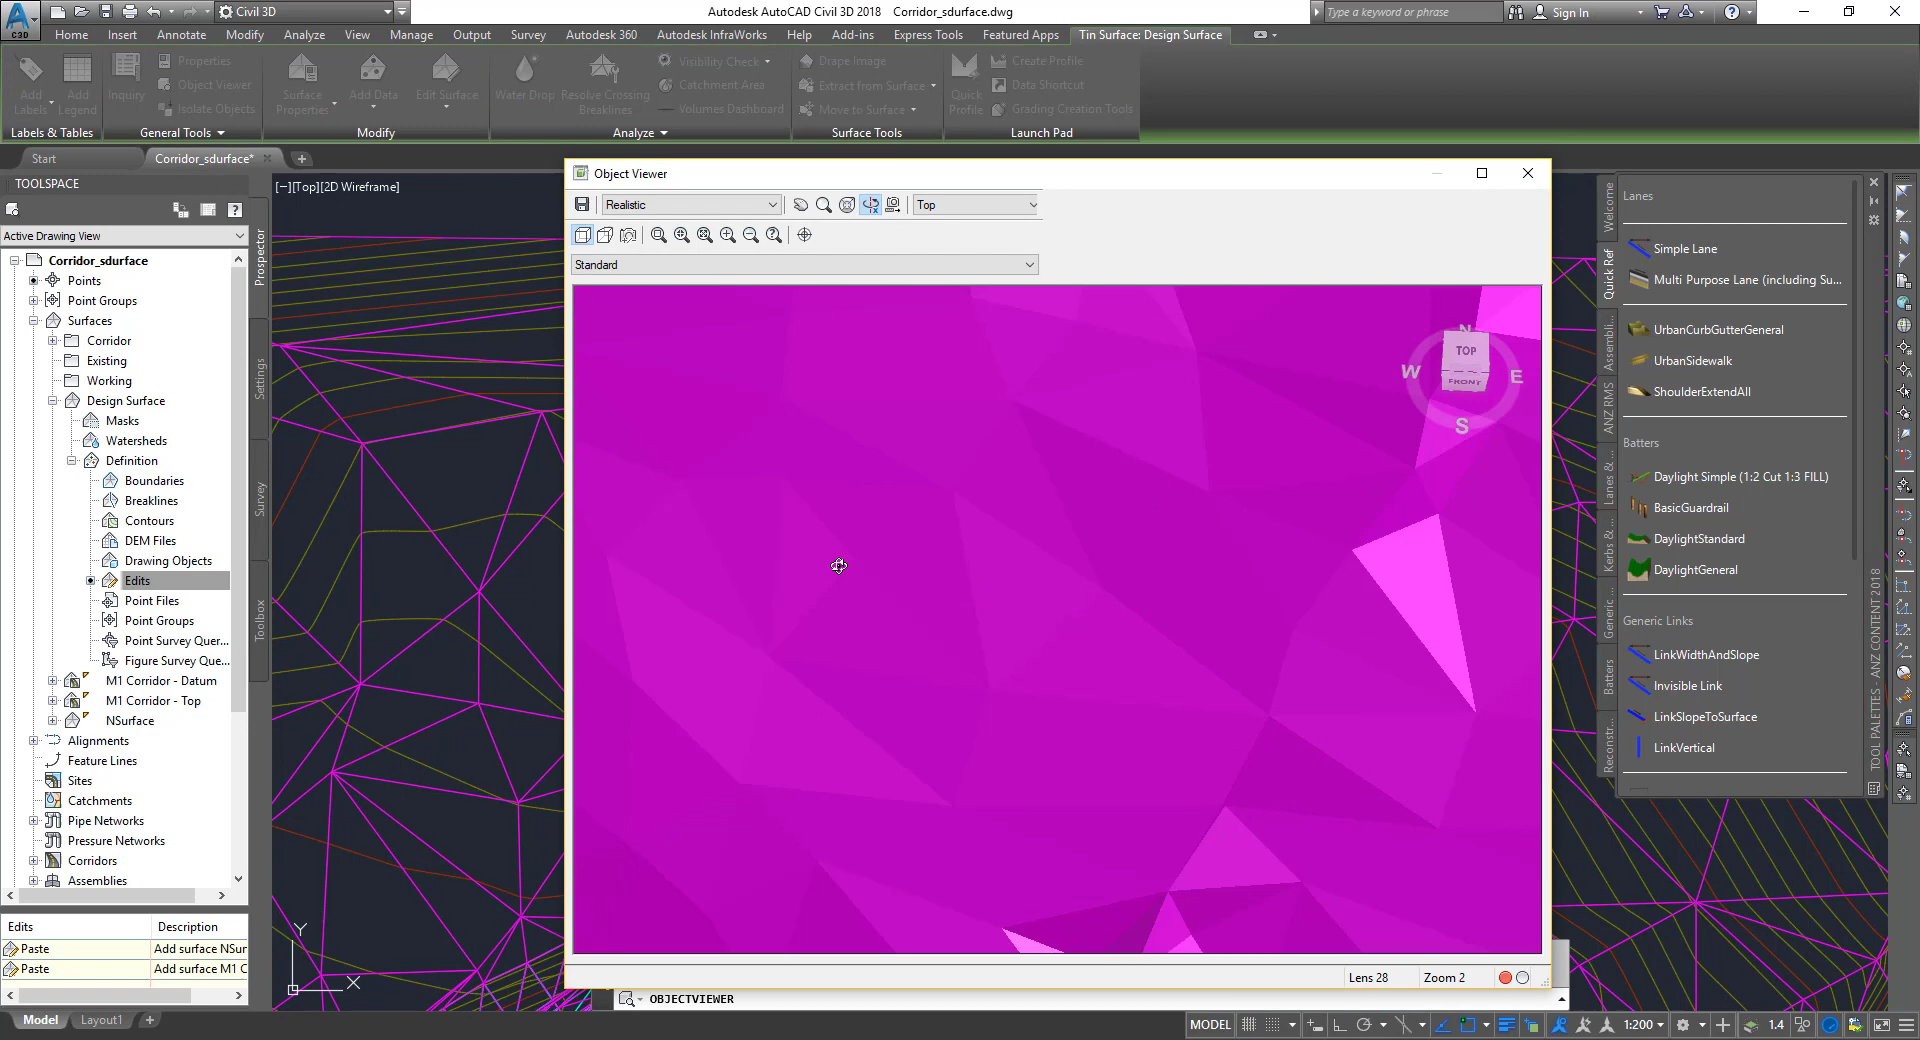 Civil 3D
Autodesk AutoCAD Civil 3D 2018 Corridor_sdurface.dwg
Type a keyword or phrase
Sign In
C3D
Home Insert Annotate Modify Analyze View Manage Output Survey Autodesk 360 Autodesk InfraWorks Help Add-ins Express Tools Featured Apps Tin Surface: Design Surface
Add Labels
Add Legend
Inquiry
Properties
Object Viewer
Isolate Objects
Surface Properties
Add Data
Edit Surface
Water Drop
Resolve Crossing Breaklines
Visibility Check
Catchment Area
Volumes Dashboard
Drape Image
Extract from Surface
Move to Surface
Quick Profile
Create Profile
Data Shortcut
Grading Creation Tools
Labels & Tables General Tools Modify Analyze Surface Tools Launch Pad
Start Corridor_sdurface*
TOOLSPACE
Active Drawing View
Corridor_sdurface
Points
Point Groups
Surfaces
Corridor
Existing
Working
Design Surface
Masks
Watersheds
Definition
Boundaries
Breaklines
Contours
DEM Files
Drawing Objects
Edits
Point Files
Point Groups
Point Survey Quer...
Figure Survey Que...
M1 Corridor - Datum
M1 Corridor - Top
NSurface
Alignments
Feature Lines
Sites
Catchments
Pipe Networks
Pressure Networks
Corridors
Assemblies
Prospector
Settings
Survey
Toolbox
Edits Description
Paste Add surface NSur
Paste Add surface M1 C
[−][Top][2D Wireframe]
Object Viewer
Realistic
Top
Standard
N
W
E
S
TOP
FRONT
Lens 28 Zoom 2
OBJECTVIEWER
Y
X
Welcome
Quick Ref
Assembli...
ANZ RMS
Lanes & ...
Kerbs & ...
Generic ...
Batters
Reconstr...
Lanes
Simple Lane
Multi Purpose Lane (including Su...
UrbanCurbGutterGeneral
UrbanSidewalk
ShoulderExtendAll
Batters
Daylight Simple (1:2 Cut 1:3 FILL)
BasicGuardrail
DaylightStandard
DaylightGeneral
Generic Links
LinkWidthAndSlope
Invisible Link
LinkSlopeToSurface
LinkVertical
TOOL PALETTES - ANZ CONTENT 2018
Model Layout1
MODEL
1:200
1.4